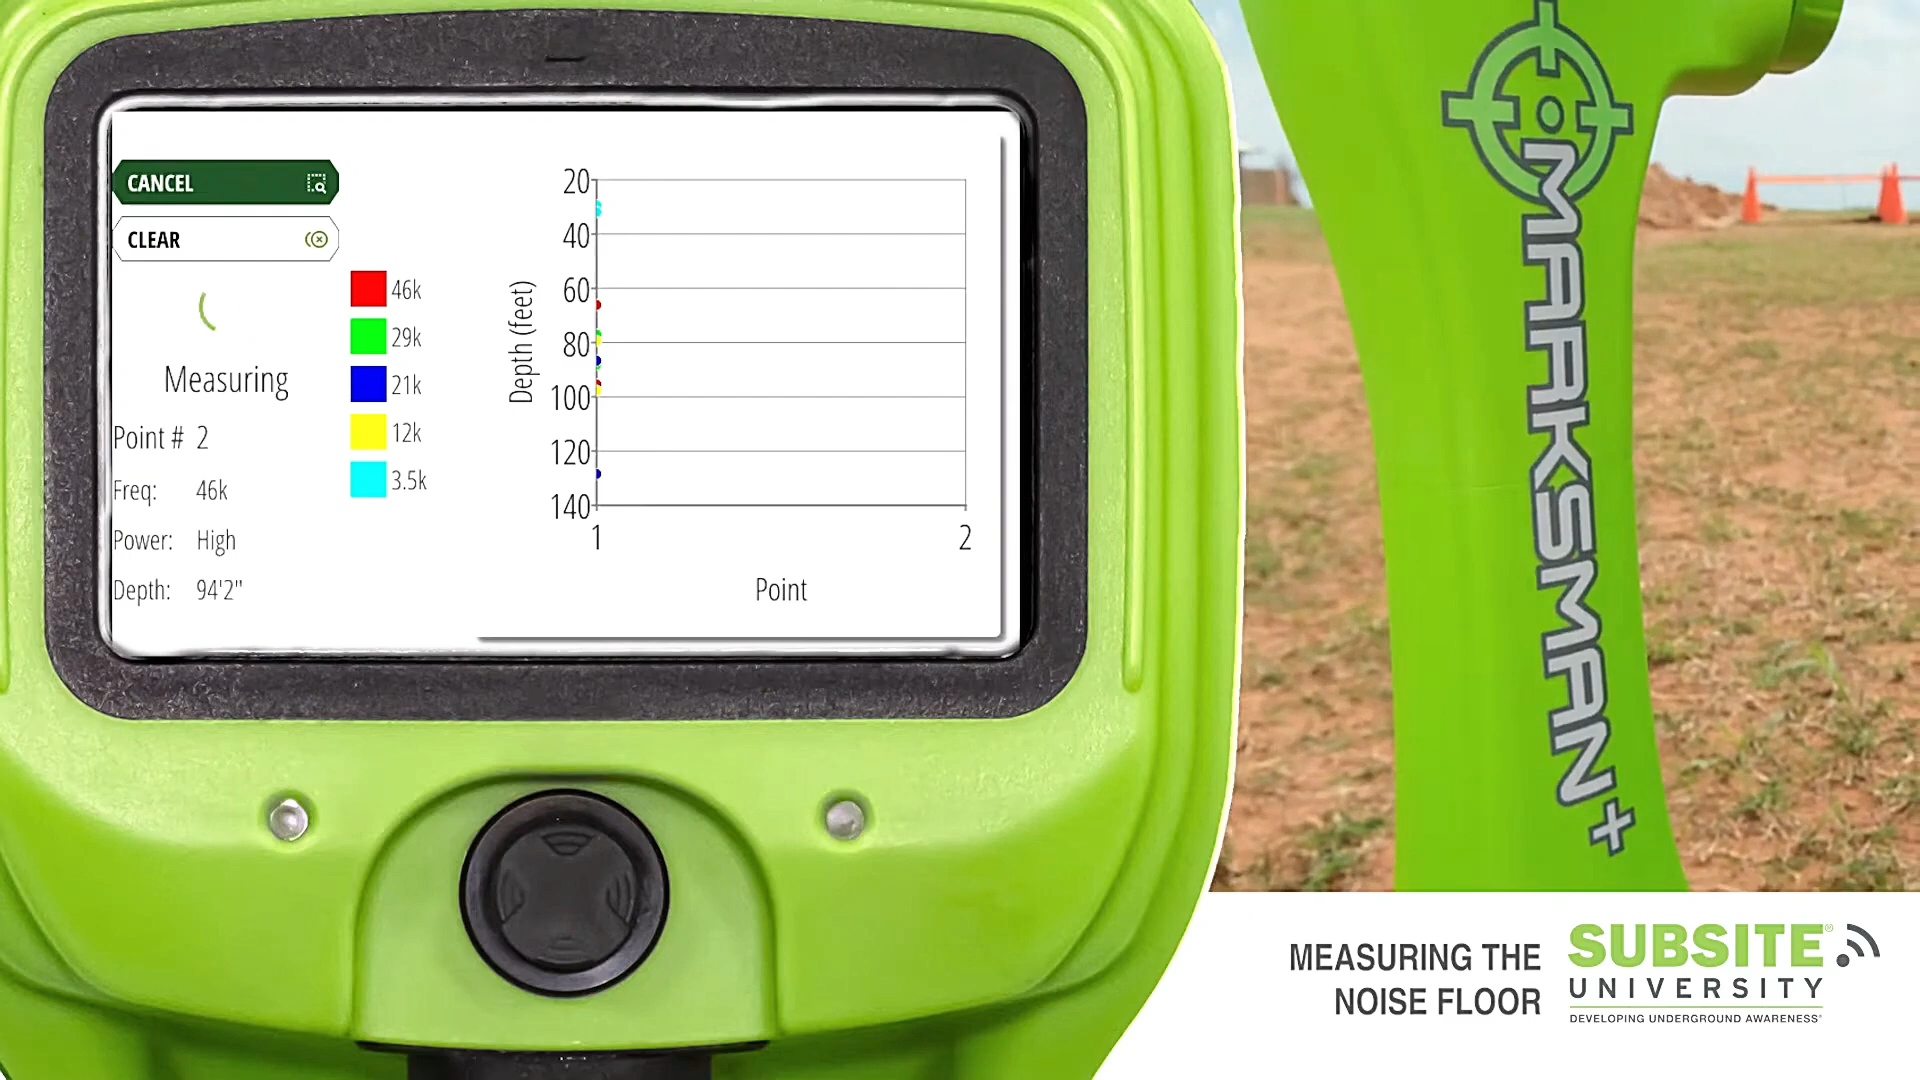 CANCEL
CLEAR
Measuring
Point # 2
Freq: 46k
Power: High
Depth: 94'2"
46k
29k
21k
12k
3.5k
Depth (feet)
20
40
60
80
100
120
140
1 2
Point
MARKSMAN+
MEASURING THE
NOISE FLOOR
SUBSITE®
UNIVERSITY
DEVELOPING UNDERGROUND AWARENESS®